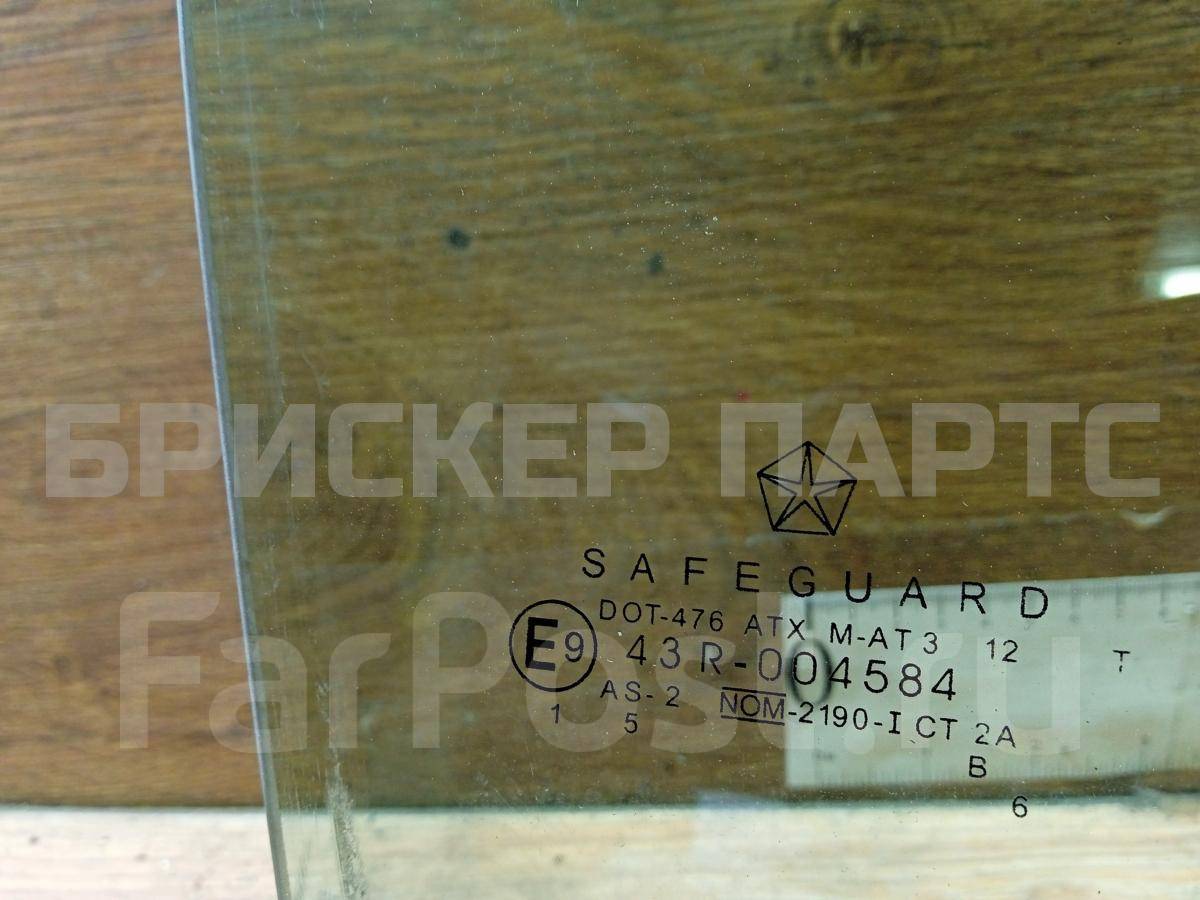 БРИСКЕР ПАРТС
SAFEGUARD
DOT-476 ATX M-AT3 12 T
E9 43R-004584
AS-2 NOM-2190-I CT 2A
1 5 B
6
FarPost.ru